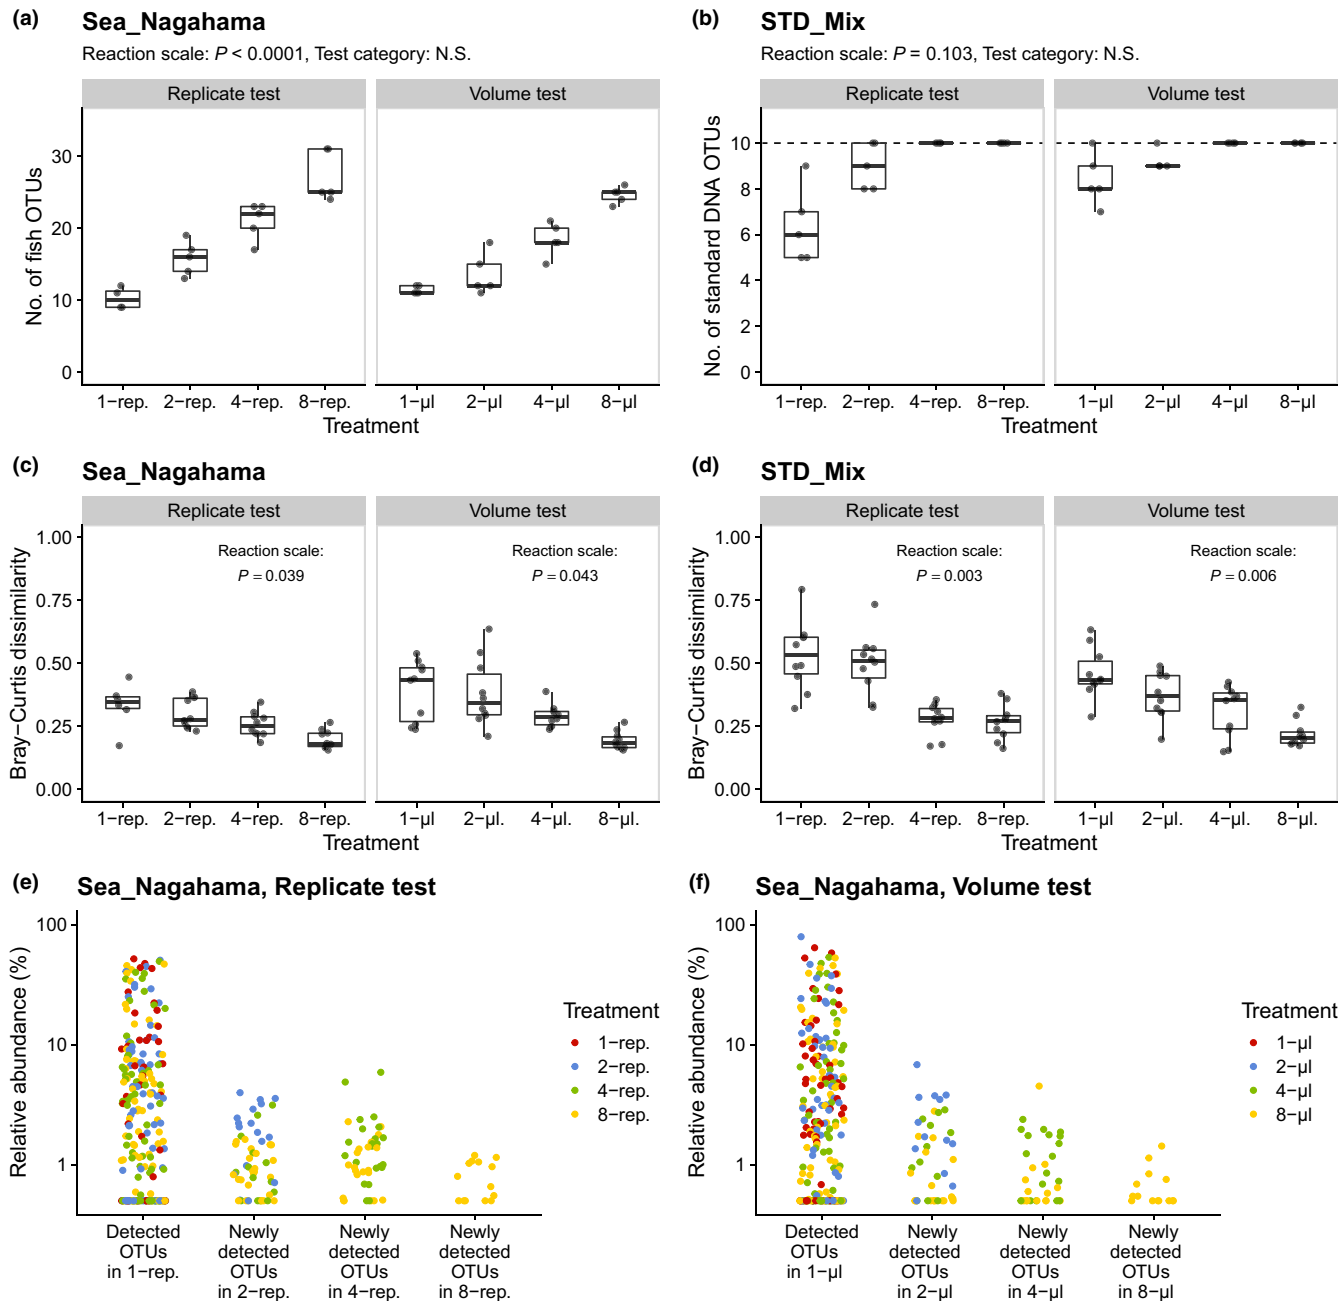 (a) Sea_Nagahama
Reaction scale: P < 0.0001, Test category: N.S.
Replicate test Volume test
No. of fish OTUs
30
20
10
0
1−rep. 2−rep. 4−rep. 8−rep. 1−µl 2−µl 4−µl 8−µl
Treatment
(b) STD_Mix
Reaction scale: P = 0.103, Test category: N.S.
Replicate test Volume test
No. of standard DNA OTUs
10
8
6
4
2
0
1−rep. 2−rep. 4−rep. 8−rep. 1−µl 2−µl 4−µl 8−µl
Treatment
(c) Sea_Nagahama
Replicate test Volume test
Reaction scale:
P = 0.039
Reaction scale:
P = 0.043
Bray−Curtis dissimilarity
1.00
0.75
0.50
0.25
0.00
1−rep. 2−rep. 4−rep. 8−rep. 1−µl 2−µl. 4−µl. 8−µl.
Treatment
(d) STD_Mix
Replicate test Volume test
Reaction scale:
P = 0.003
Reaction scale:
P = 0.006
Bray−Curtis dissimilarity
1.00
0.75
0.50
0.25
0.00
1−rep. 2−rep. 4−rep. 8−rep. 1−µl 2−µl. 4−µl. 8−µl.
Treatment
(e) Sea_Nagahama, Replicate test
Relative abundance (%)
100
10
1
Detected
OTUs
in 1−rep.
Newly
detected
OTUs
in 2−rep.
Newly
detected
OTUs
in 4−rep.
Newly
detected
OTUs
in 8−rep.
Treatment
1−rep.
2−rep.
4−rep.
8−rep.
(f) Sea_Nagahama, Volume test
Relative abundance (%)
100
10
1
Detected
OTUs
in 1−µl
Newly
detected
OTUs
in 2−µl
Newly
detected
OTUs
in 4−µl
Newly
detected
OTUs
in 8−µl
Treatment
1−µl
2−µl
4−µl
8−µl